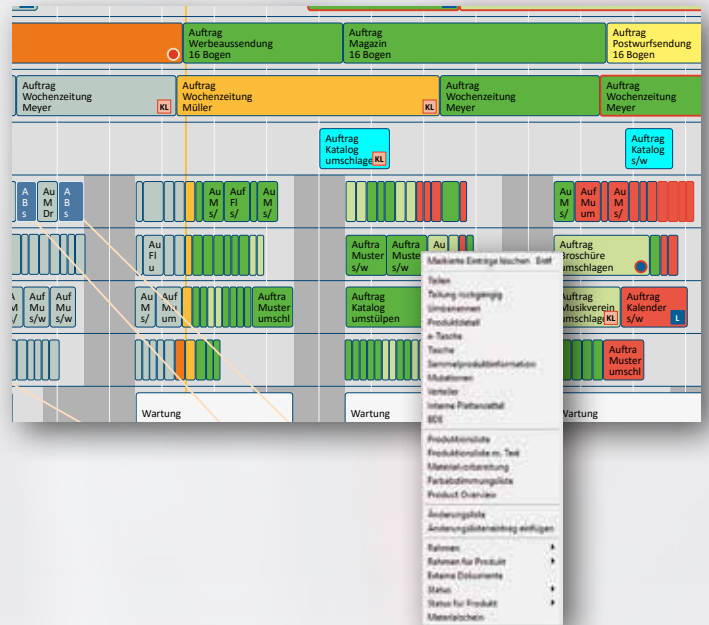 Auftrag
Werbeaussendung
16 Bogen
Auftrag
Magazin
16 Bogen
Auftrag
Postwurfsendung
16 Bogen
Auftrag
Wochenzeitung
Meyer
KL
Auftrag
Wochenzeitung
Müller
KL
Auftrag
Wochenzeitung
Meyer
Auftrag
Wochenzeitung
Meyer
Auftrag
Katalog
umschlage
KL
Auftrag
Katalog
s/w
A
B
s
Au
M
Dr
A
B
s
Au
M
s/
Auf
Fl
s/
Au
M
s/
Au
M
s/
Auf
Mu
um
Au
M
s/
Au
Fl
u
Auftra
Muster
s/w
Auftra
Muste
s/w
Au
Auftrag
Broschüre
umschlagen
Auf
Mu
s/w
Auf
Mu
s/w
Au
M
s/
Auf
Mu
um
Auftra
Muster
umschl
Auftrag
Katalog
umstülpen
Auftrag
Musikverein
umschlag
KL
Auftrag
Kalender
s/w
L
Auftra
Muster
umschl
Wartung
Wartung
Wartung
Markierte Einträge löschen Entf
Teilen
Teilung rückgängig
Umbenennen
Produktdetail
e-Tasche
Tasche
Sammelproduktinformation
Mutationen
Verteiler
Interne Plattenzettel
BDE
Produktionsliste
Produktionsliste m. Text
Materialvorbereitung
Farbabstimmungsliste
Product Overview
Änderungsliste
Änderungslisteneintrag einfügen
Rahmen
Rahmen für Produkt
Externe Dokumente
Status
Status für Produkt
Materialschein